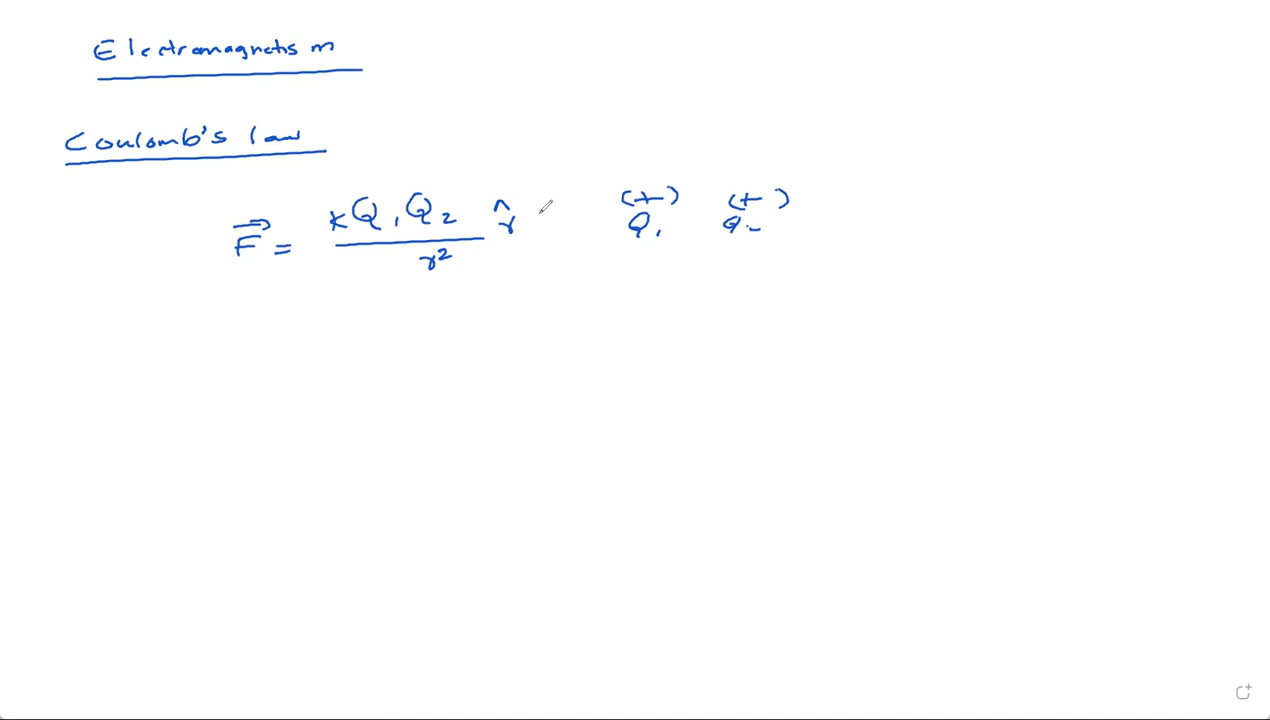 Electromagnetism
Coulomb's law
(+) (+)
F⃗ = kQ₁Q₂/r² r̂ Q₁ Q₂